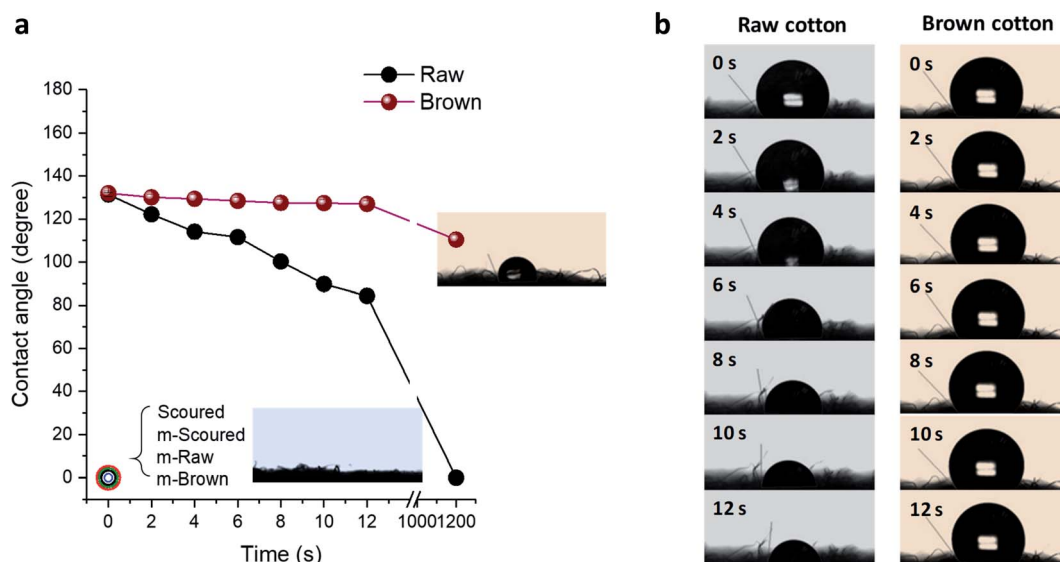 a
Raw
Brown
Contact angle (degree)
180
160
140
120
100
80
60
40
20
0
Scoured
m-Scoured
m-Raw
m-Brown
0 2 4 6 8 10 12 1000 1200
Time (s)
b
Raw cotton Brown cotton
0 s 0 s
2 s 2 s
4 s 4 s
6 s 6 s
8 s 8 s
10 s 10 s
12 s 12 s